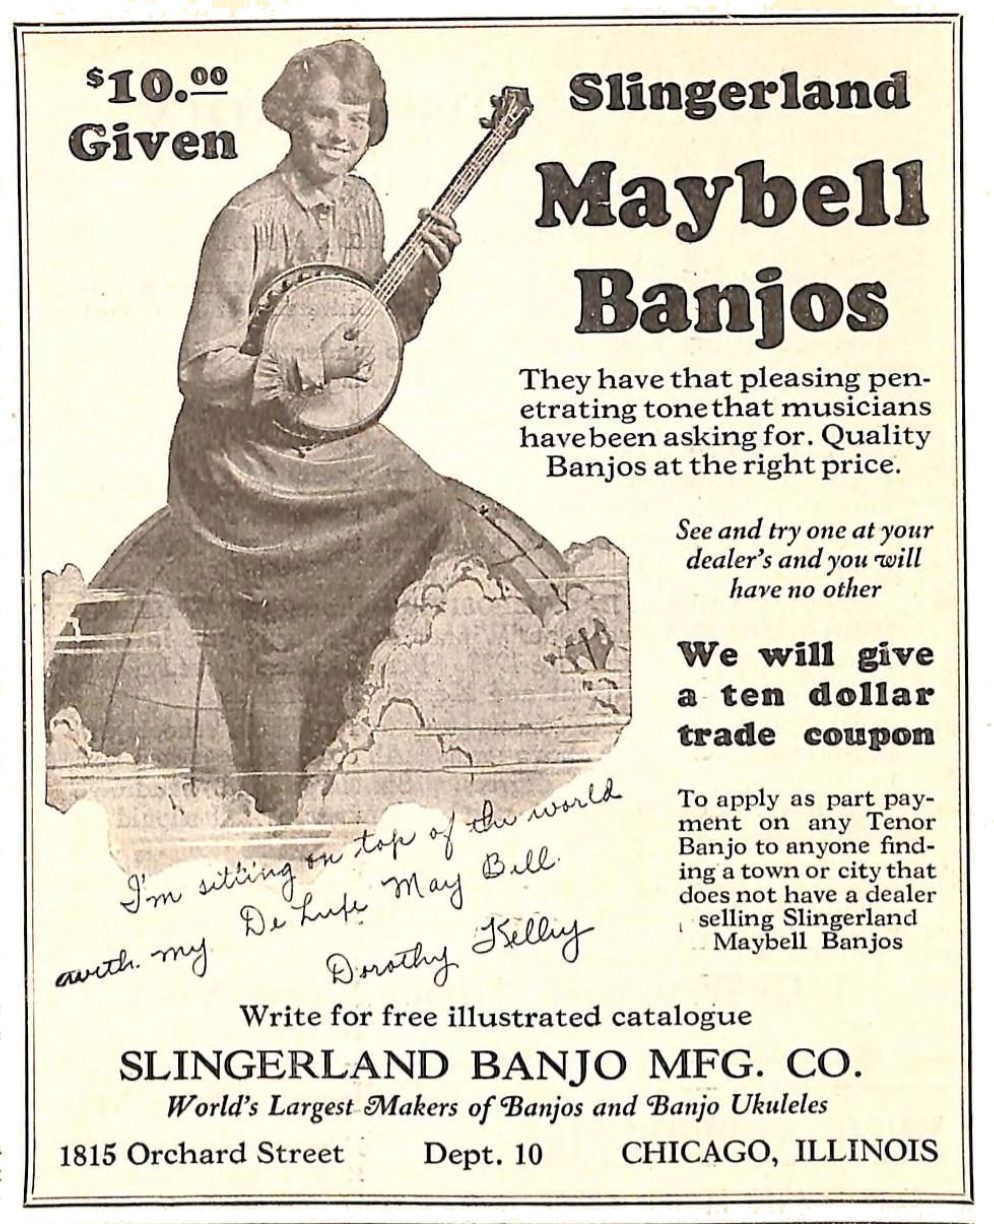 $10.00
Given
Slingerland
Maybell
Banjos
They have that pleasing pen-
etrating tone that musicians
have been asking for. Quality
Banjos at the right price.
See and try one at your
dealer's and you will
have no other
We will give
a ten dollar
trade coupon
To apply as part pay-
ment on any Tenor
Banjo to anyone find-
ing a town or city that
does not have a dealer
selling Slingerland
Maybell Banjos
I'm sitting on top of the world
with my De Luxe May Bell.
Dorothy Kelley
Write for free illustrated catalogue
SLINGERLAND BANJO MFG. CO.
World's Largest Makers of Banjos and Banjo Ukuleles
1815 Orchard Street Dept. 10 CHICAGO, ILLINOIS